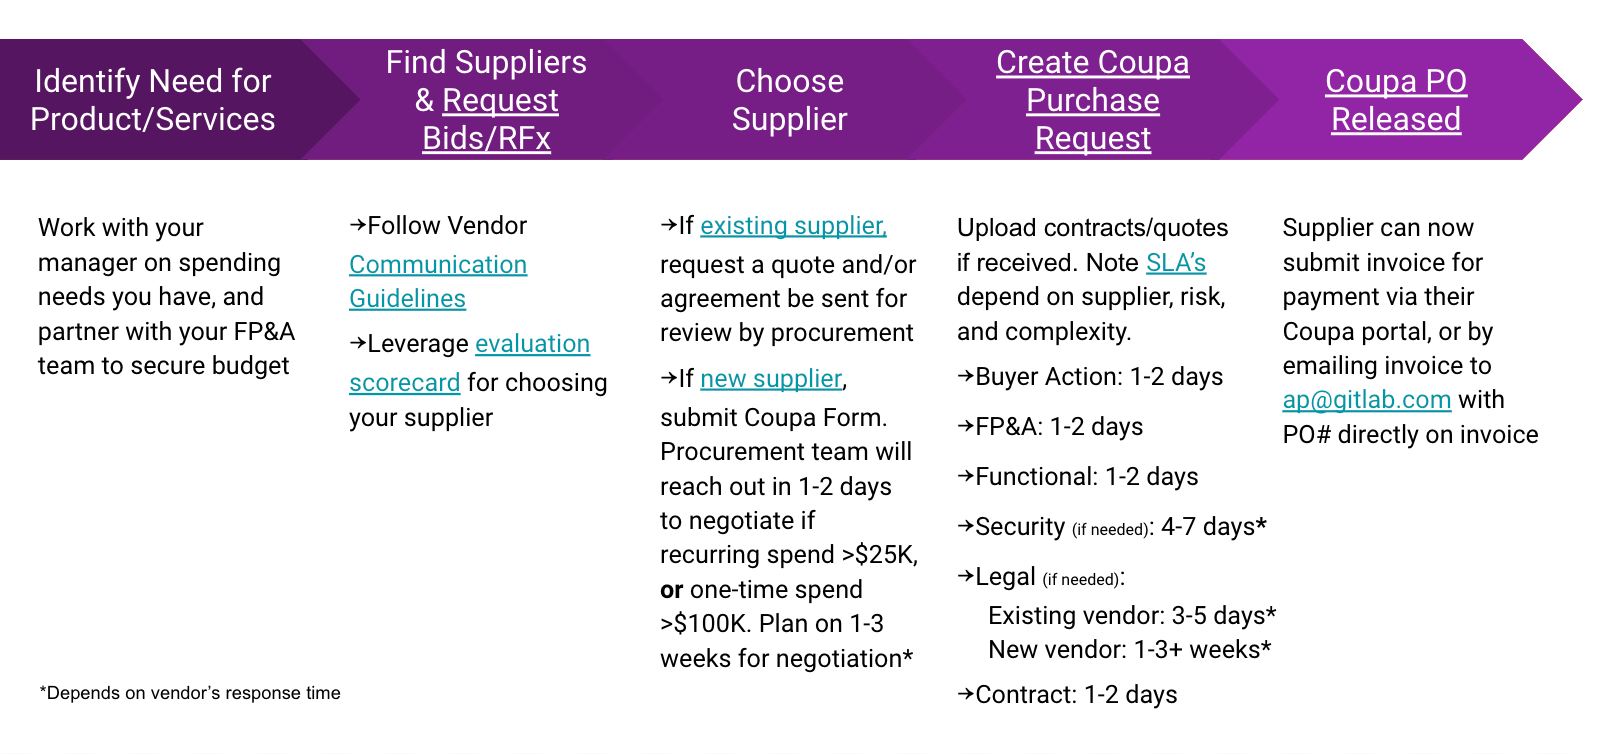 Identify Need for
Product/Services
Find Suppliers
& Request
Bids/RFx
Choose
Supplier
Create Coupa
Purchase
Request
Coupa PO
Released
Work with your
manager on spending
needs you have, and
partner with your FP&A
team to secure budget
→Follow Vendor
Communication
Guidelines
→Leverage evaluation
scorecard for choosing
your supplier
→If existing supplier,
request a quote and/or
agreement be sent for
review by procurement
→If new supplier,
submit Coupa Form.
Procurement team will
reach out in 1-2 days
to negotiate if
recurring spend >$25K,
or one-time spend
>$100K. Plan on 1-3
weeks for negotiation*
Upload contracts/quotes
if received. Note SLA’s
depend on supplier, risk,
and complexity.
→Buyer Action: 1-2 days
→FP&A: 1-2 days
→Functional: 1-2 days
→Security (if needed): 4-7 days*
→Legal (if needed):
Existing vendor: 3-5 days*
New vendor: 1-3+ weeks*
→Contract: 1-2 days
Supplier can now
submit invoice for
payment via their
Coupa portal, or by
emailing invoice to
ap@gitlab.com with
PO# directly on invoice
*Depends on vendor’s response time